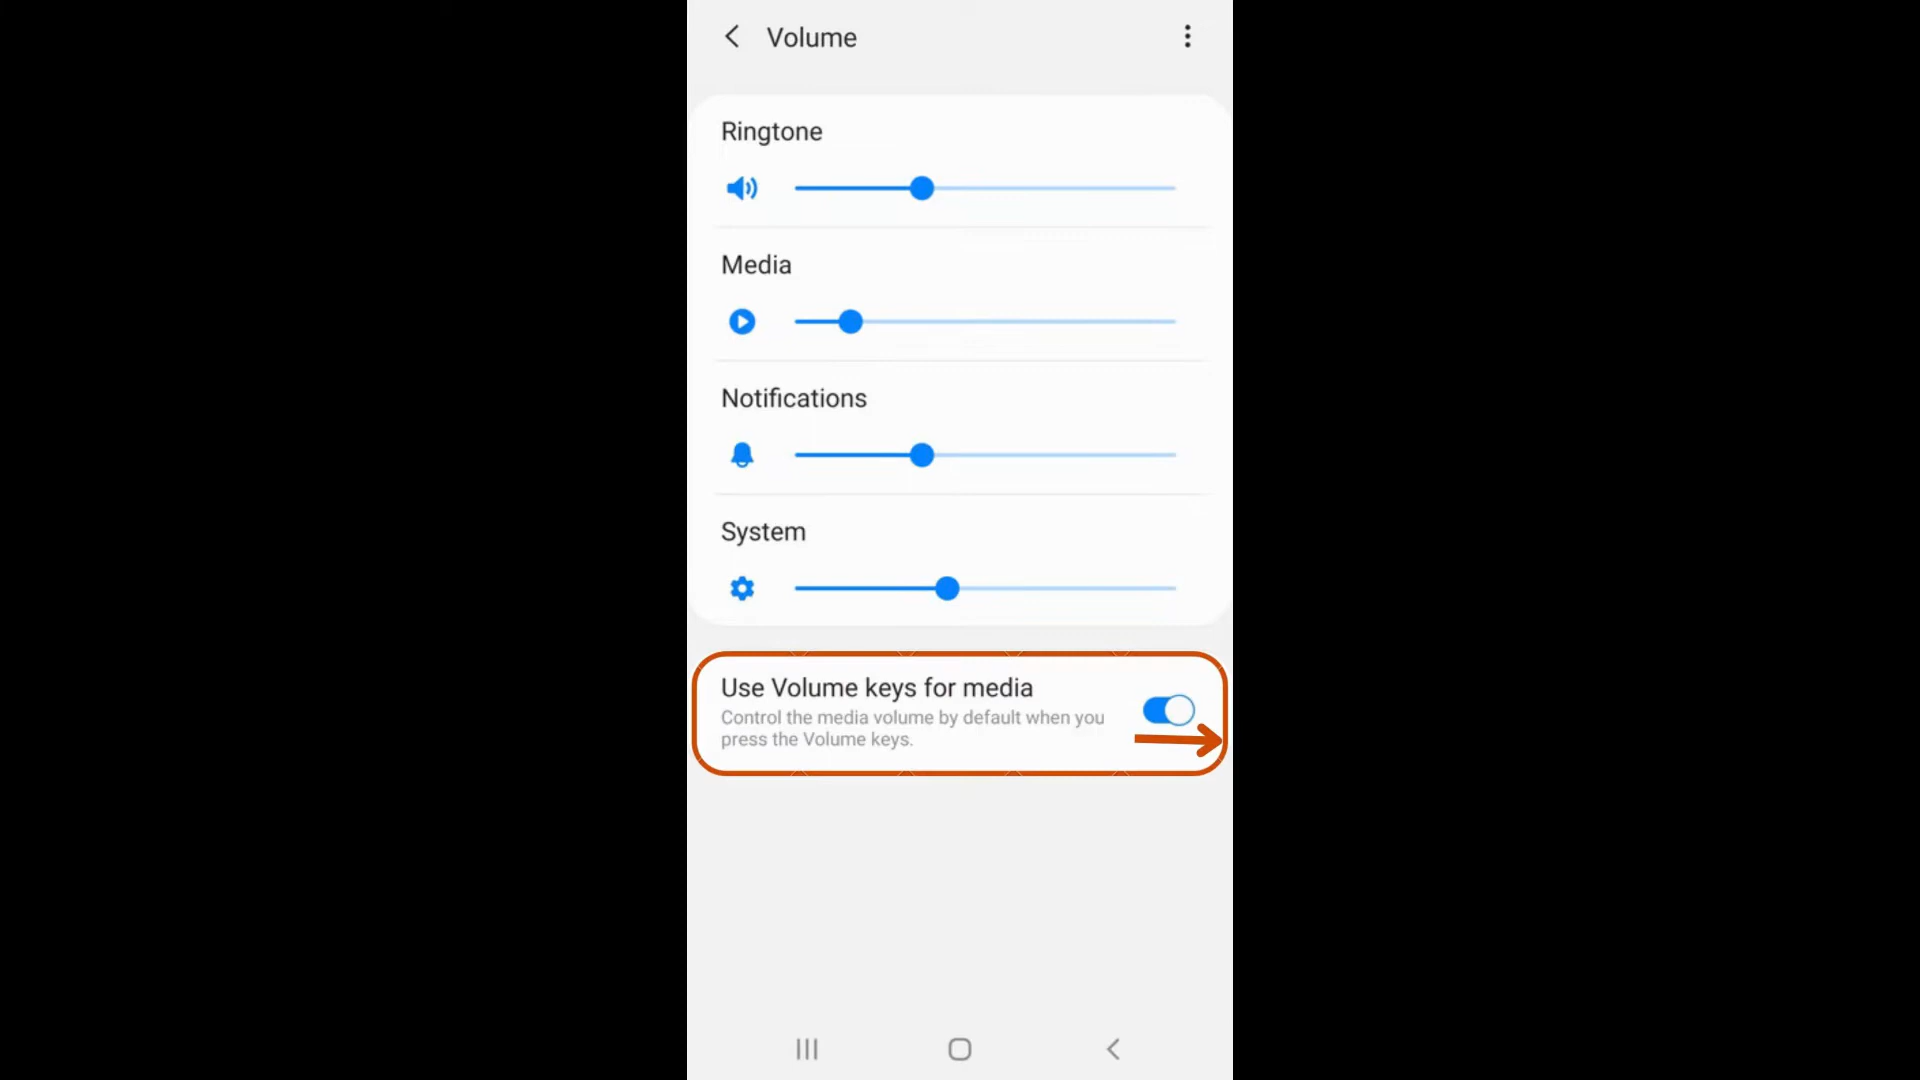 Volume
Ringtone
Media
Notifications
System
Use Volume keys for media
Control the media volume by default when you
press the Volume keys.